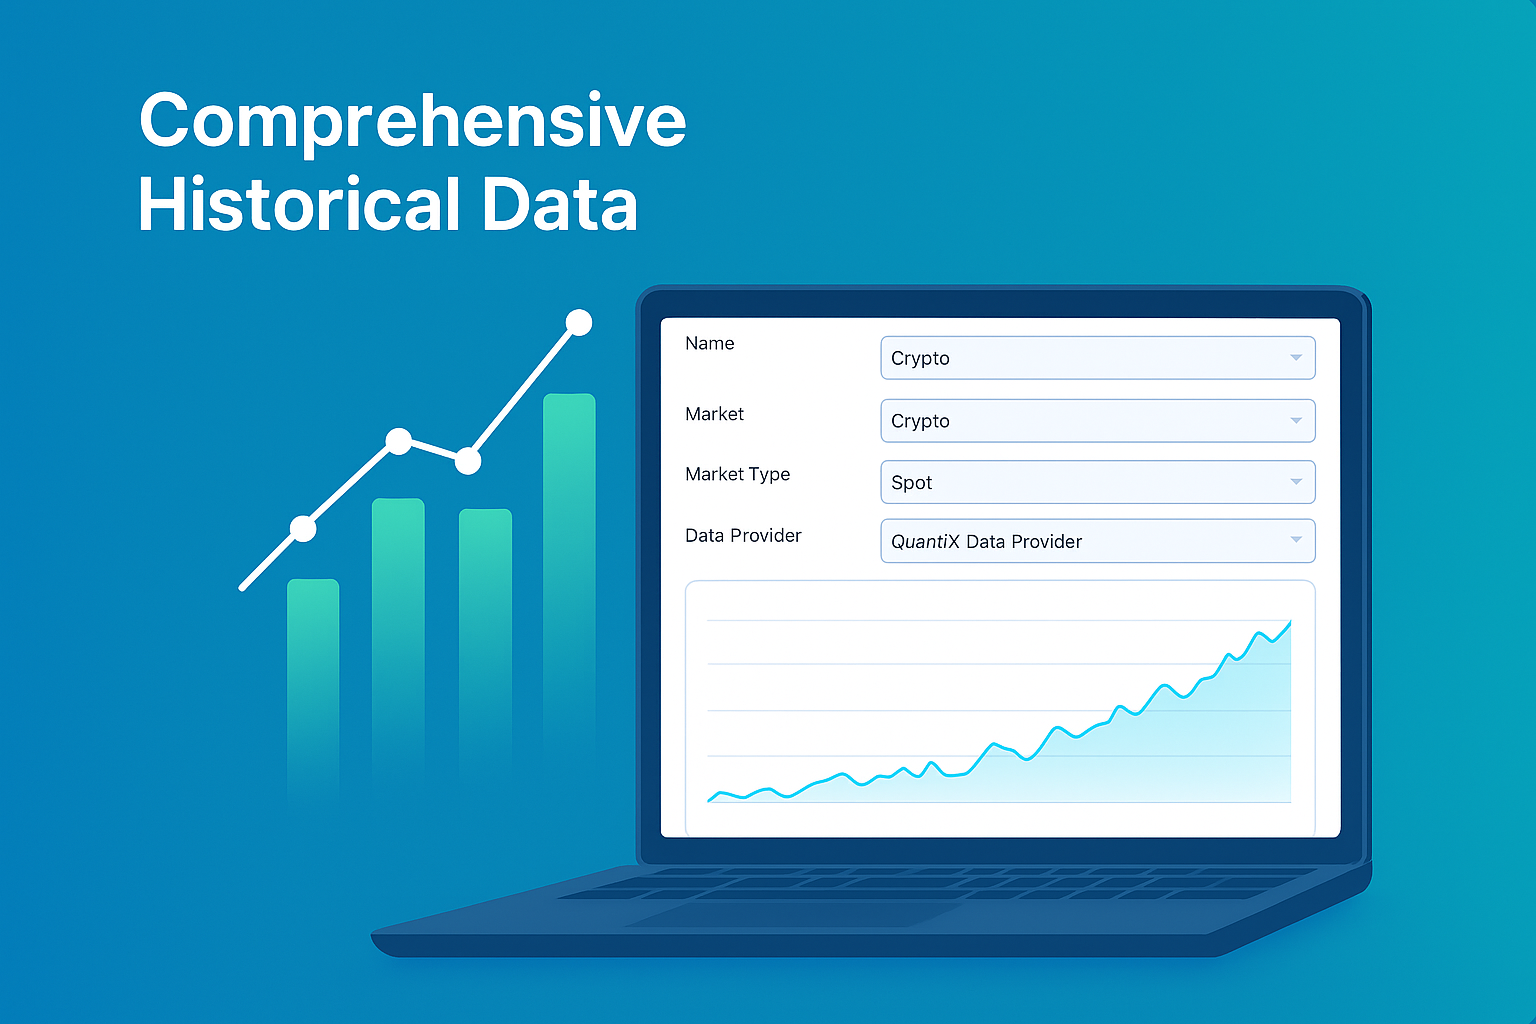 Comprehensive
Historical Data
Name
Crypto
Market
Crypto
Market Type
Spot
Data Provider
QuantiX Data Provider